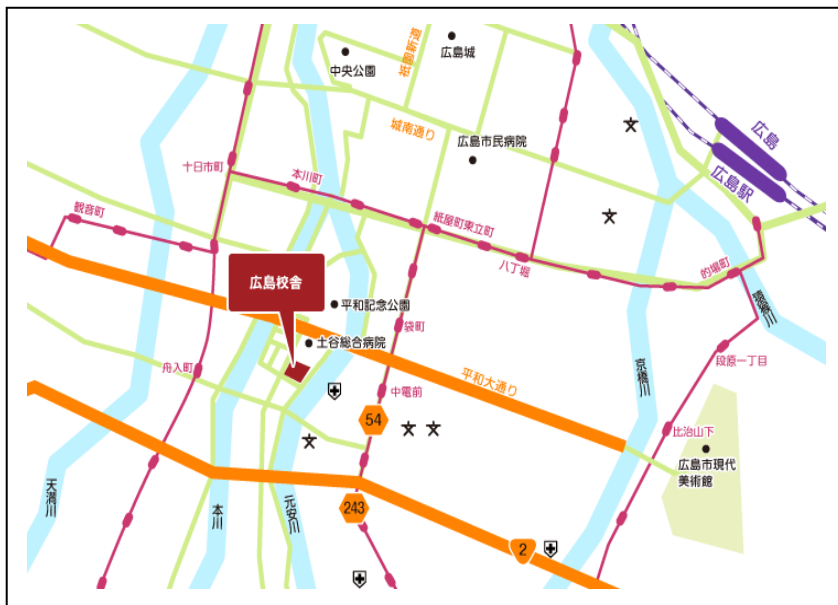 広島城
中央公園
祇園新道
城南通り
広島市民病院
広島
広島駅
十日市町
本川町
観音町
紙屋町東立町
八丁堀
的場町
広島校舎
平和記念公園
猿猴川
袋町
土谷総合病院
京橋川
段原一丁目
舟入町
平和大通り
中電前
54
比治山下
広島市現代
美術館
天満川
本川
元安川
243
2